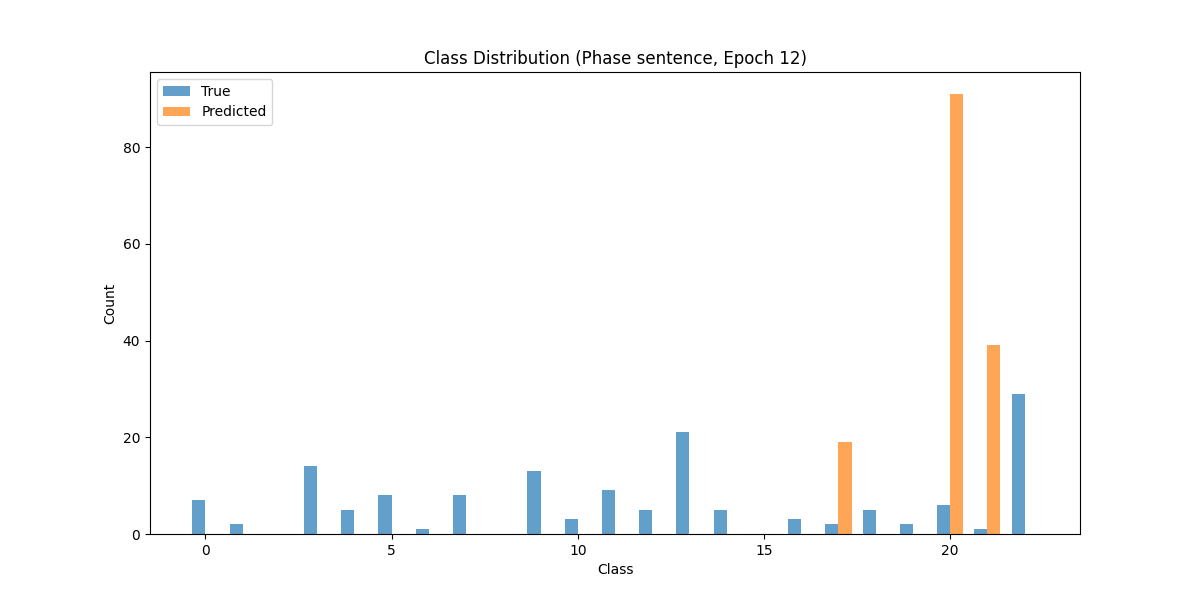 Class Distribution (Phase sentence, Epoch 12)
True
Predicted
Count
80
60
40
20
0
0 5 10 15 20
Class